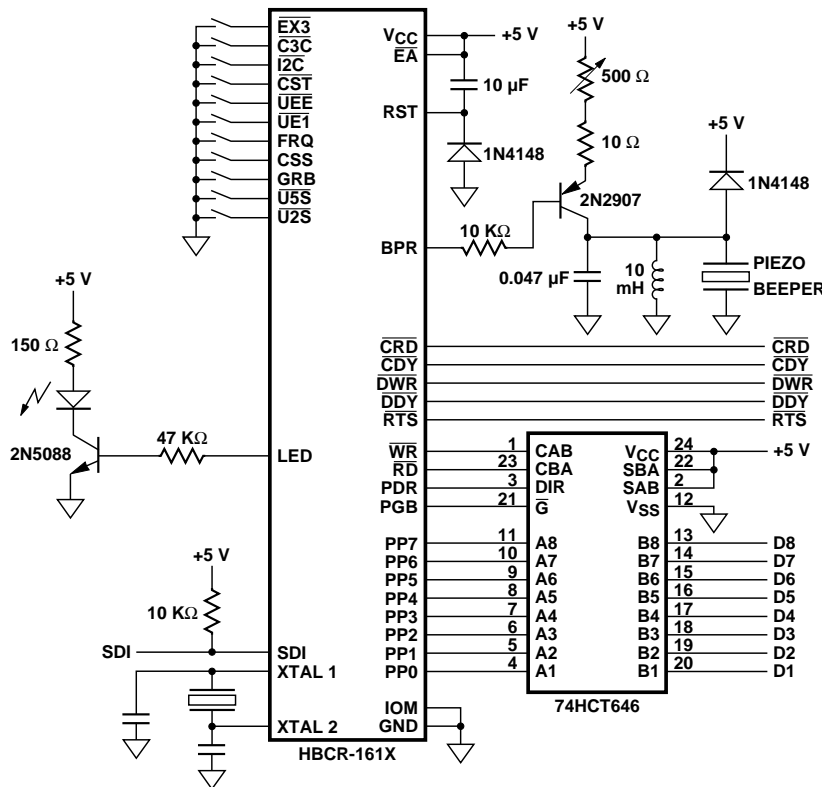 EX3
C3C
I2C
CST
UEE
UE1
FRQ
CSS
GRB
U5S
U2S
VCC
EA
+5 V
10 µF
RST
1N4148
+5 V
500 Ω
10 Ω
2N2907
+5 V
1N4148
BPR
10 KΩ
0.047 µF
10
mH
PIEZO
BEEPER
+5 V
150 Ω
2N5088
47 KΩ
LED
CRD
CDY
DWR
DDY
RTS
CRD
CDY
DWR
DDY
RTS
WR 1 CAB
RD 23 CBA
PDR 3 DIR
PGB 21 G
VCC 24 +5 V
SBA 22
SAB 2
VSS 12
PP7 11 A8 B8 13 D8
PP6 10 A7 B7 14 D7
PP5 9 A6 B6 15 D6
PP4 8 A5 B5 16 D5
PP3 7 A4 B4 17 D4
PP2 6 A3 B3 18 D3
PP1 5 A2 B2 19 D2
PP0 4 A1 B1 20 D1
74HCT646
+5 V
10 KΩ
SDI SDI
XTAL 1
XTAL 2
IOM
GND
HBCR-161X